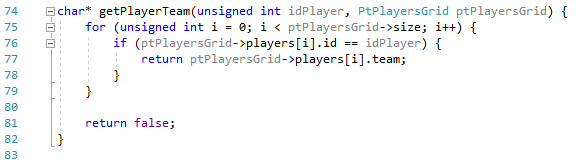 74 char* getPlayerTeam(unsigned int idPlayer, PtPlayersGrid ptPlayersGrid) {
75     for (unsigned int i = 0; i < ptPlayersGrid->size; i++) {
76         if (ptPlayersGrid->players[i].id == idPlayer) {
77             return ptPlayersGrid->players[i].team;
78         }
79     }
80
81     return false;
82 }
83